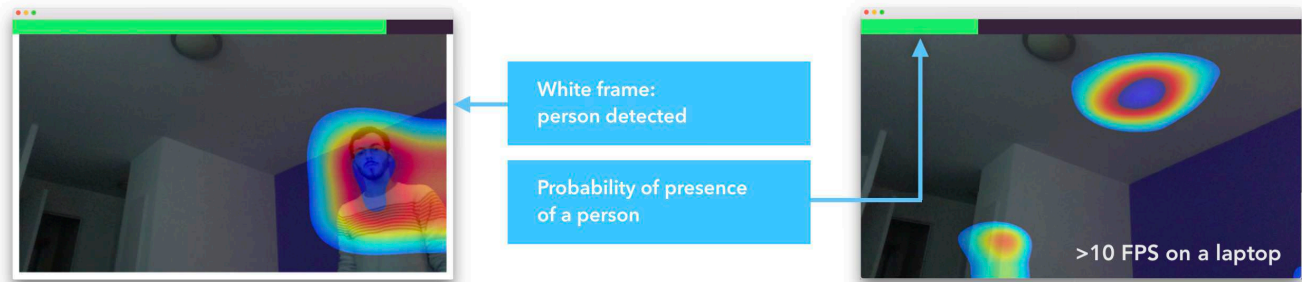 White frame:
person detected
Probability of presence
of a person
>10 FPS on a laptop